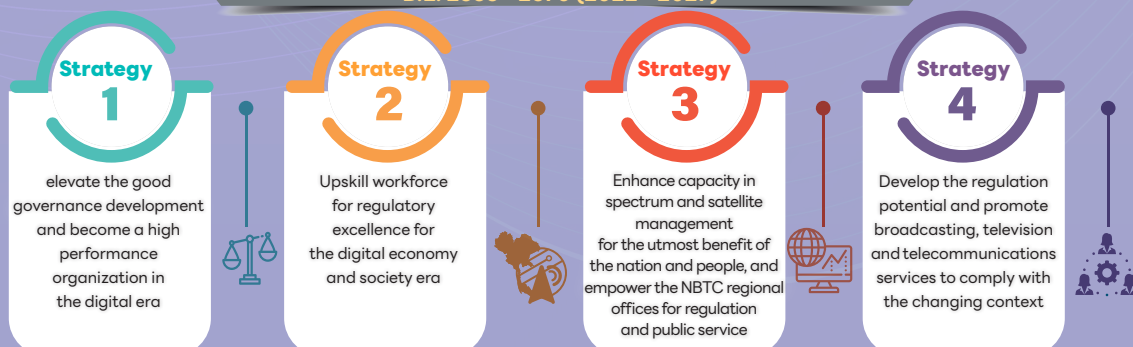 Strategy
1
elevate the good
governance development
and become a high
performance
organization in
the digital era
Strategy
2
Upskill workforce
for regulatory
excellence for
the digital economy
and society era
Strategy
3
Enhance capacity in
spectrum and satellite
management
for the utmost benefit of
the nation and people, and
empower the NBTC regional
offices for regulation
and public service
Strategy
4
Develop the regulation
potential and promote
broadcasting, television
and telecommunications
services to comply with
the changing context